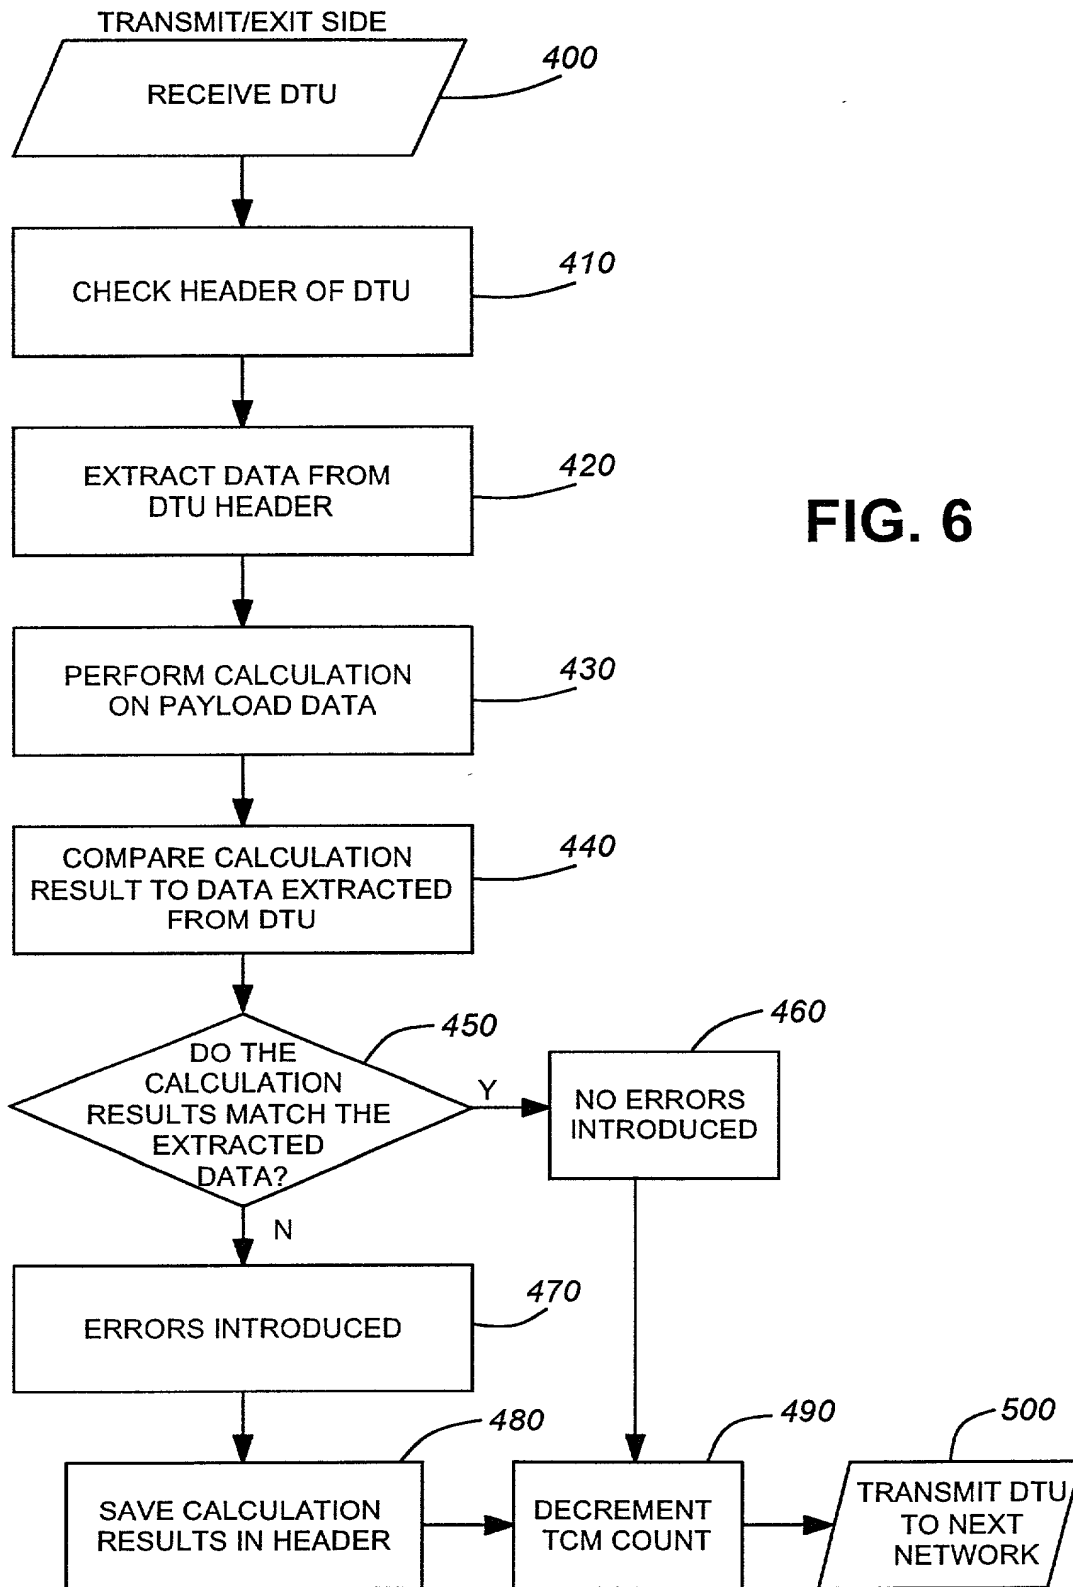 TRANSMIT/EXIT SIDE
RECEIVE DTU
400
CHECK HEADER OF DTU
410
EXTRACT DATA FROM
DTU HEADER
420
FIG. 6
PERFORM CALCULATION
ON PAYLOAD DATA
430
COMPARE CALCULATION
RESULT TO DATA EXTRACTED
FROM DTU
440
DO THE
CALCULATION
RESULTS MATCH THE
EXTRACTED
DATA?
450
Y
NO ERRORS
INTRODUCED
460
N
ERRORS INTRODUCED
470
SAVE CALCULATION
RESULTS IN HEADER
480
DECREMENT
TCM COUNT
490
TRANSMIT DTU
TO NEXT
NETWORK
500